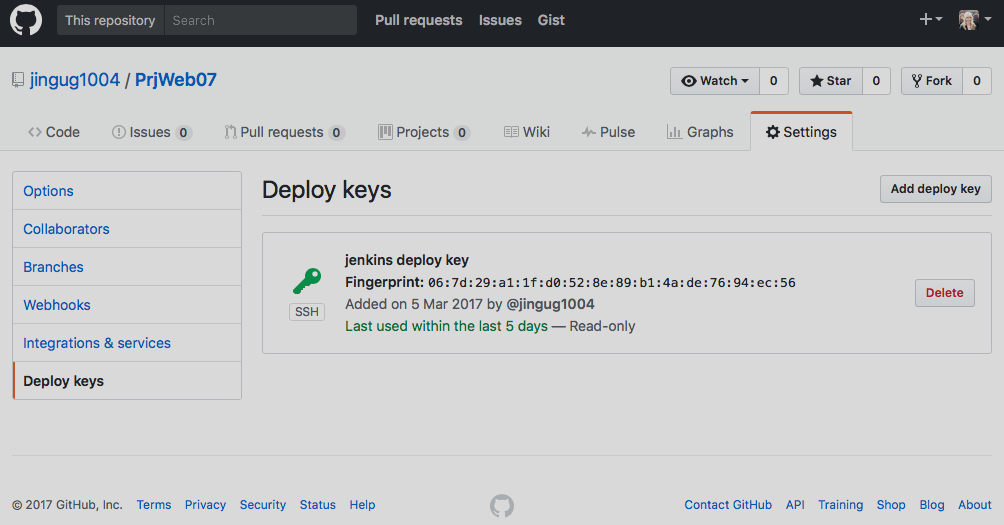 This repository Search Pull requests Issues Gist
jingug1004 / PrjWeb07 Watch 0 Star 0 Fork 0
Code Issues 0 Pull requests 0 Projects 0 Wiki Pulse Graphs Settings
Options
Collaborators
Branches
Webhooks
Integrations & services
Deploy keys
Deploy keys Add deploy key
jenkins deploy key
Fingerprint: 06:7d:29:a1:1f:d0:52:8e:89:b1:4a:de:76:94:ec:56
Added on 5 Mar 2017 by @jingug1004
Last used within the last 5 days — Read-only
SSH
Delete
© 2017 GitHub, Inc. Terms Privacy Security Status Help Contact GitHub API Training Shop Blog About